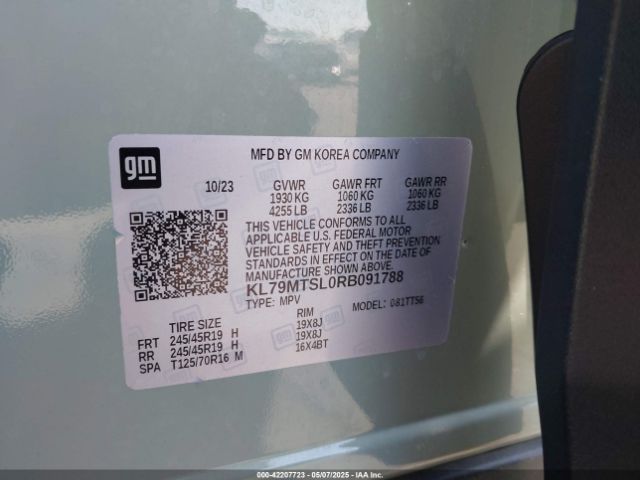 gm
MFD BY GM KOREA COMPANY
10/23 GVWR GAWR FRT GAWR RR
1930 KG 1060 KG 1060 KG
4255 LB 2336 LB 2336 LB
THIS VEHICLE CONFORMS TO ALL
APPLICABLE U.S. FEDERAL MOTOR
VEHICLE SAFETY AND THEFT PREVENTION
STANDARDS IN EFFECT ON THE DATE OF
MANUFACTURE SHOWN ABOVE.
KL79MTSL0RB091788
TYPE: MPV MODEL: 081TT56
TIRE SIZE RIM
FRT 245/45R19 H 19X8J
RR 245/45R19 H 19X8J
SPA T125/70R16 M 16X4BT
000-42207723 - 05/07/2025 - IAAI.COM